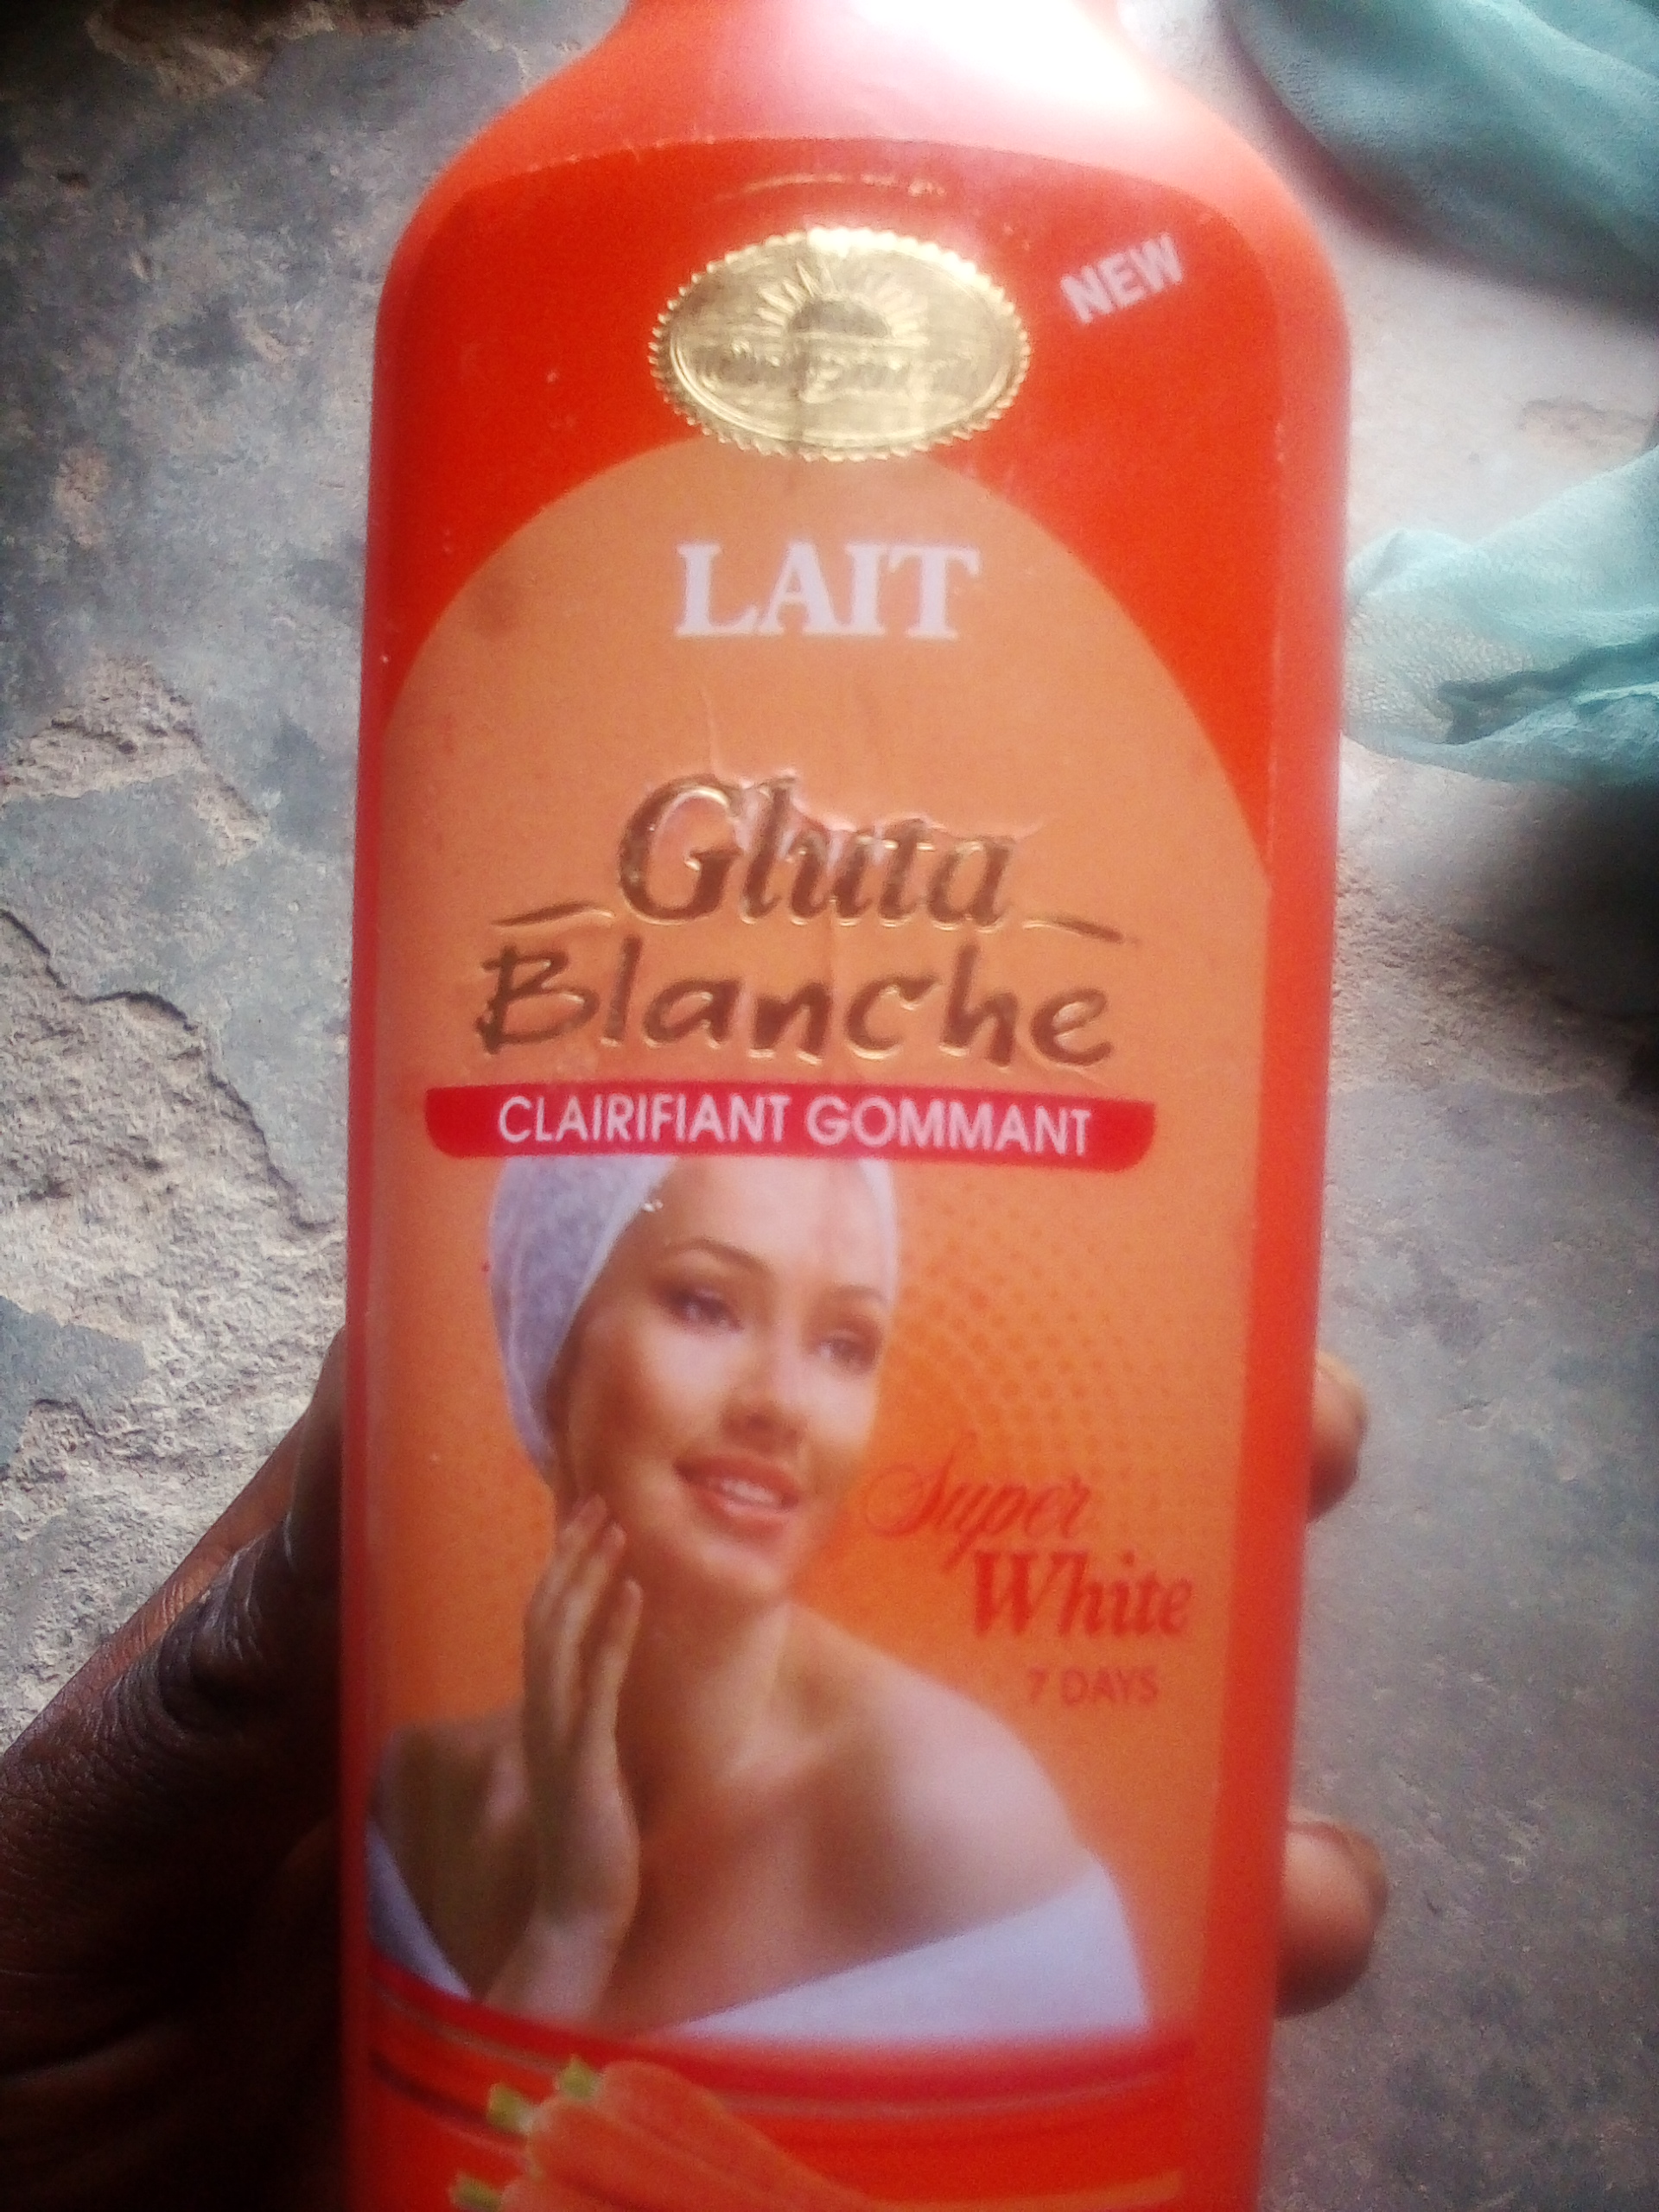 NEW
LAIT
Gluta
Blanche
CLAIRIFIANT GOMMANT
Super
White
7 DAYS